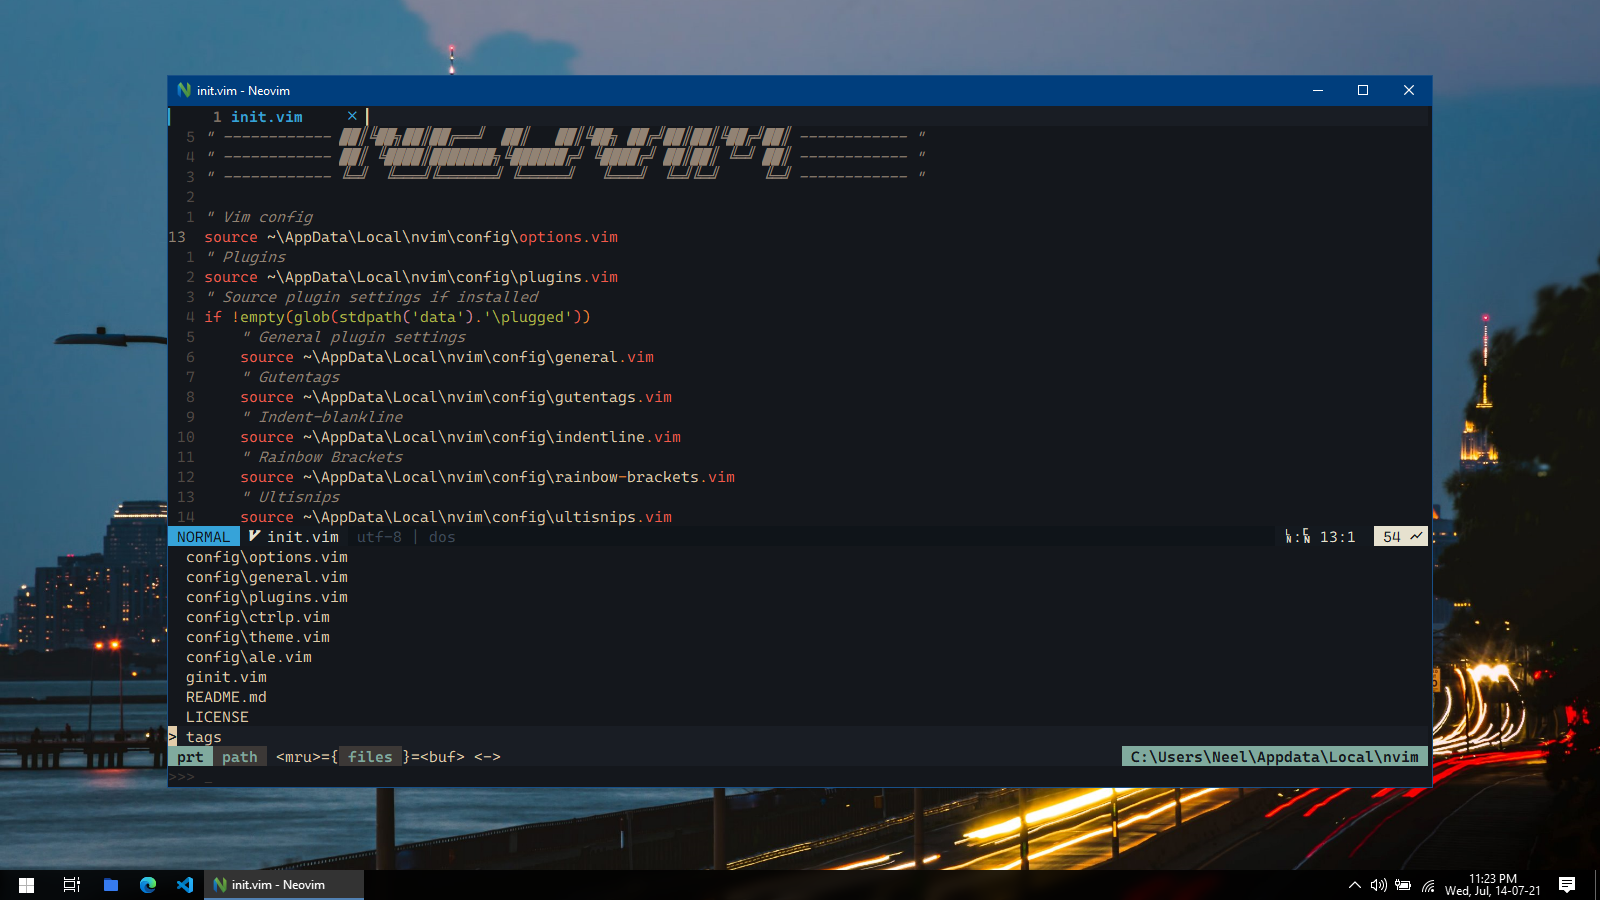 init.vim - Neovim
1 init.vim ×
5 " ------------ ------------ "
4 " ------------ ------------ "
3 " ------------ ------------ "
2
1 " Vim config
13 source ~\AppData\Local\nvim\config\options.vim
1 " Plugins
2 source ~\AppData\Local\nvim\config\plugins.vim
3 " Source plugin settings if installed
4 if !empty(glob(stdpath('data').'\plugged'))
5 " General plugin settings
6 source ~\AppData\Local\nvim\config\general.vim
7 " Gutentags
8 source ~\AppData\Local\nvim\config\gutentags.vim
9 " Indent-blankline
10 source ~\AppData\Local\nvim\config\indentline.vim
11 " Rainbow Brackets
12 source ~\AppData\Local\nvim\config\rainbow-brackets.vim
13 " Ultisnips
14 source ~\AppData\Local\nvim\config\ultisnips.vim
NORMAL init.vim utf-8 | dos LN:CN 13:1 54
config\options.vim
config\general.vim
config\plugins.vim
config\ctrlp.vim
config\theme.vim
config\ale.vim
ginit.vim
README.md
LICENSE
> tags
prt path <mru>={ files }=<buf> <-> C:\Users\Neel\Appdata\Local\nvim
>>> _
init.vim - Neovim
11:23 PM
Wed, Jul, 14-07-21